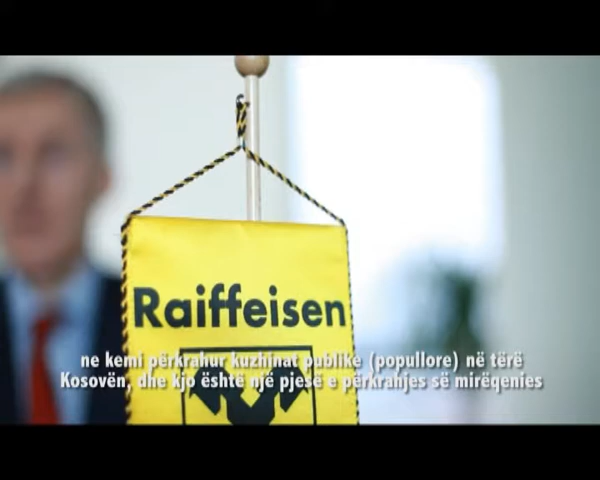 Raiffeisen
ne kemi përkrahur kuzhinat publike (popullore) në tërë
Kosovën, dhe kjo është një pjesë e përkrahjes së mirëqenies